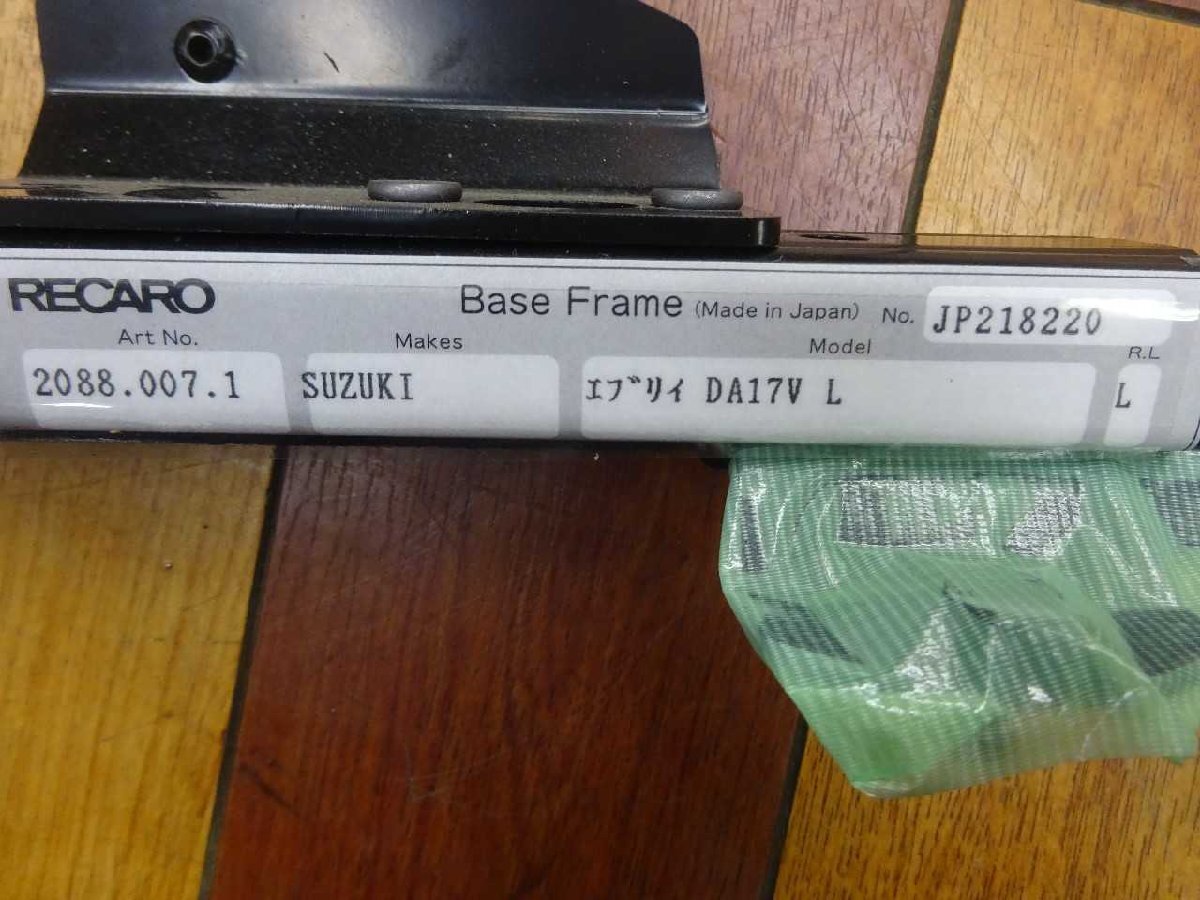 RECARO Base Frame (Made in Japan) No. JP218220
Art No. Makes Model R.L
2088.007.1 SUZUKI エブリイ DA17V L L